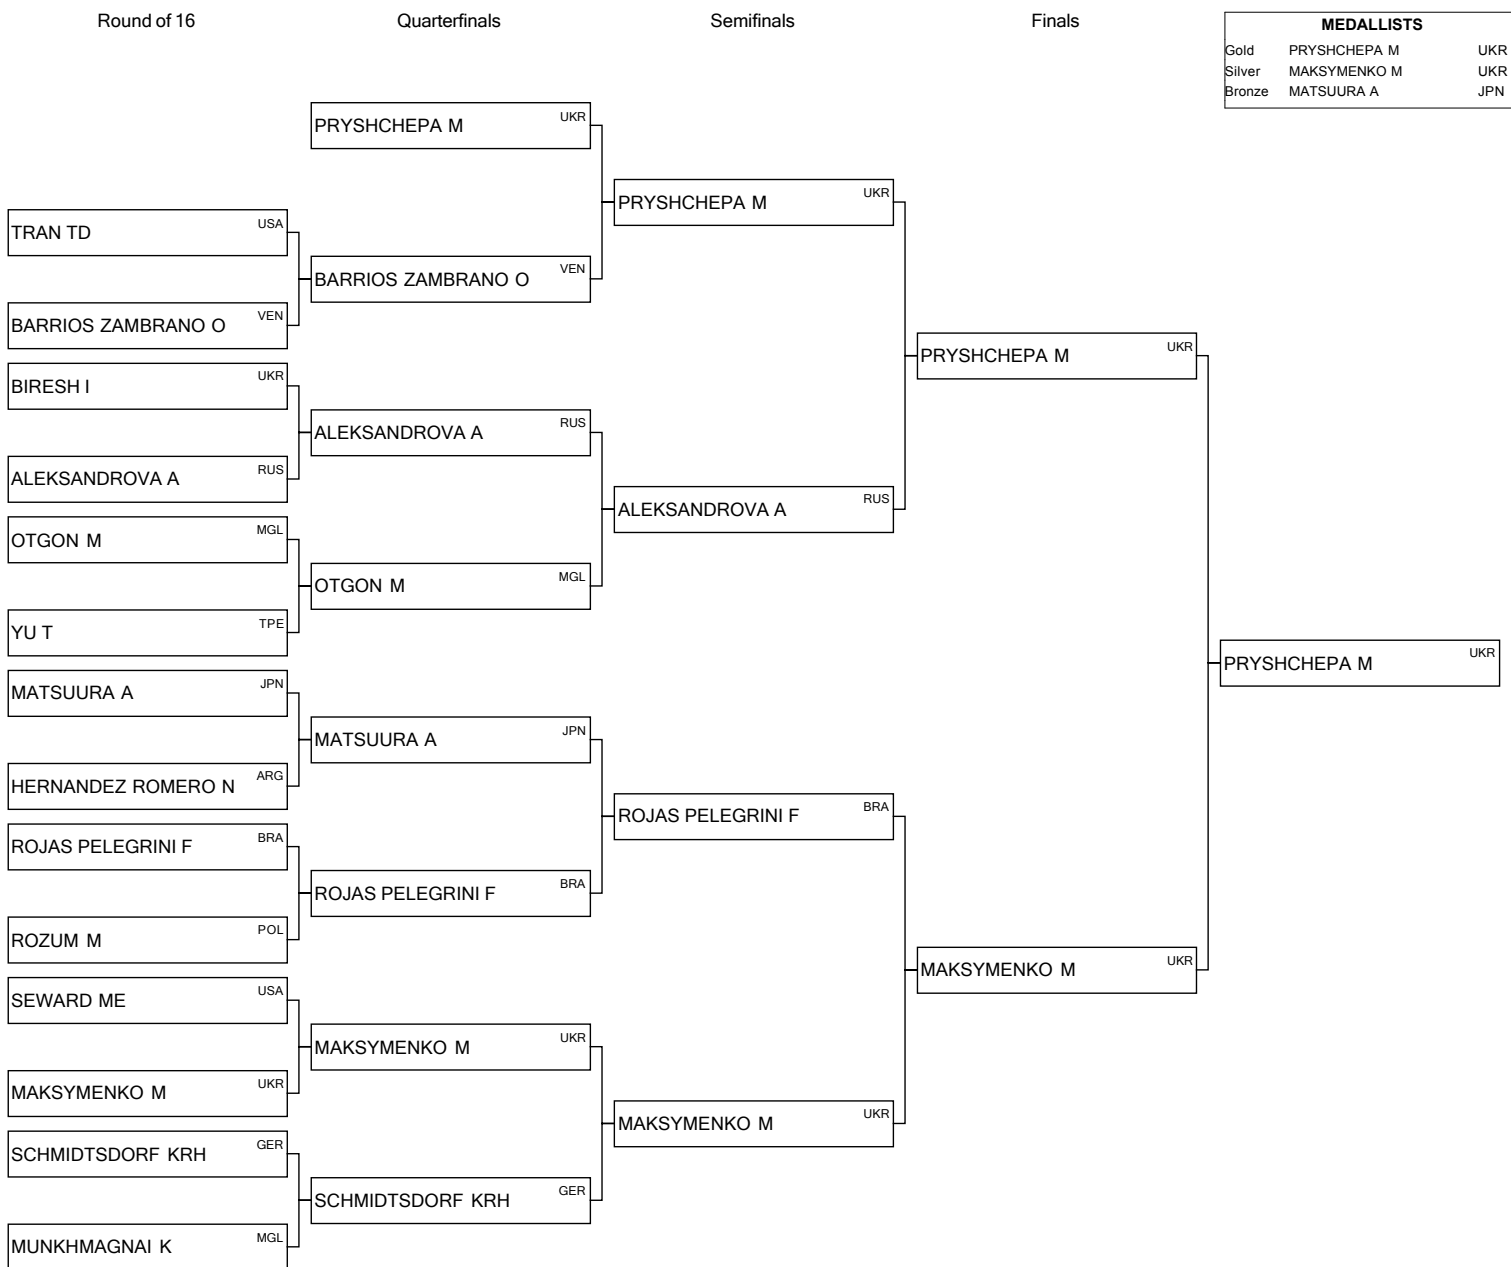 Round of 16 Quarterfinals Semifinals Finals
MEDALLISTS
Gold PRYSHCHEPA M UKR
Silver MAKSYMENKO M UKR
Bronze MATSUURA A JPN
PRYSHCHEPA M UKR
PRYSHCHEPA M UKR
TRAN TD USA
BARRIOS ZAMBRANO O VEN
BARRIOS ZAMBRANO O VEN
PRYSHCHEPA M UKR
BIRESH I UKR
ALEKSANDROVA A RUS
ALEKSANDROVA A RUS
ALEKSANDROVA A RUS
OTGON M MGL
OTGON M MGL
YU T TPE
PRYSHCHEPA M UKR
MATSUURA A JPN
MATSUURA A JPN
HERNANDEZ ROMERO N ARG
ROJAS PELEGRINI F BRA
ROJAS PELEGRINI F BRA
ROJAS PELEGRINI F BRA
ROZUM M POL
MAKSYMENKO M UKR
SEWARD ME USA
MAKSYMENKO M UKR
MAKSYMENKO M UKR
MAKSYMENKO M UKR
SCHMIDTSDORF KRH GER
SCHMIDTSDORF KRH GER
MUNKHMAGNAI K MGL